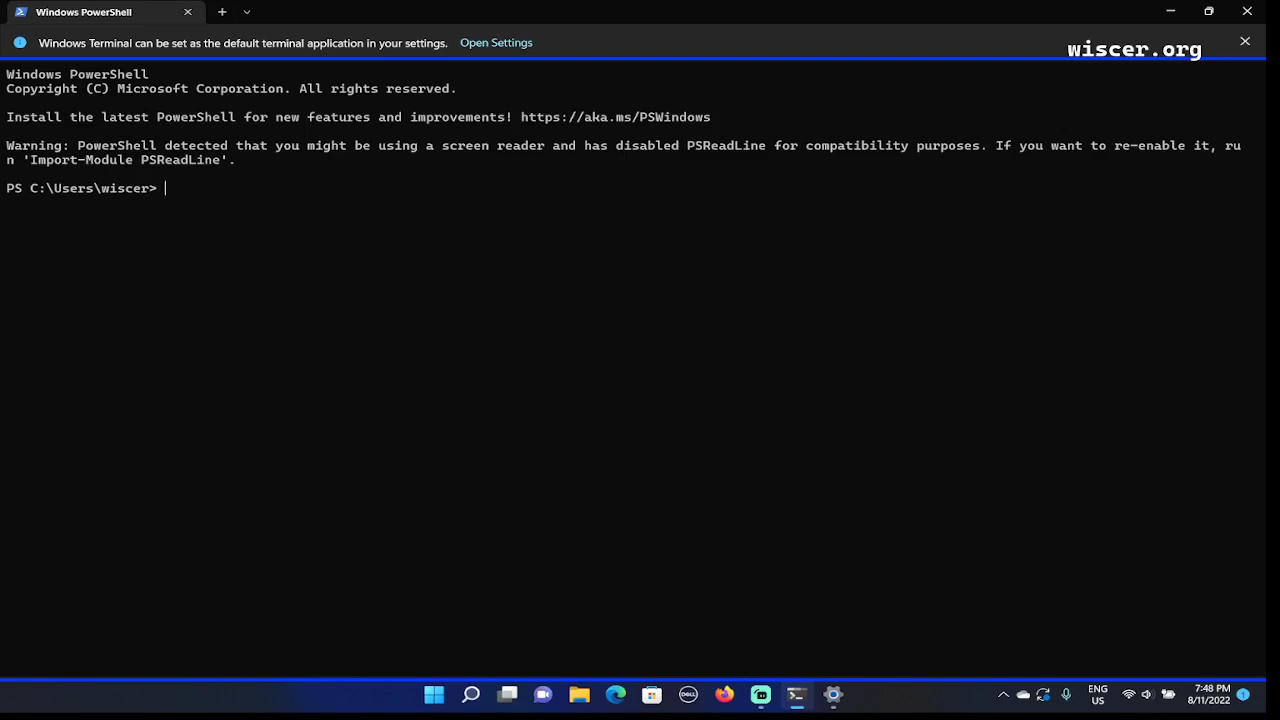 Windows PowerShell
Windows Terminal can be set as the default terminal application in your settings. Open Settings
wiscer.org
Windows PowerShell
Copyright (C) Microsoft Corporation. All rights reserved.
Install the latest PowerShell for new features and improvements! https://aka.ms/PSWindows
Warning: PowerShell detected that you might be using a screen reader and has disabled PSReadLine for compatibility purposes. If you want to re-enable it, ru
n 'Import-Module PSReadLine'.
PS C:\Users\wiscer>
DELL
ENG
US
7:48 PM
8/11/2022
1